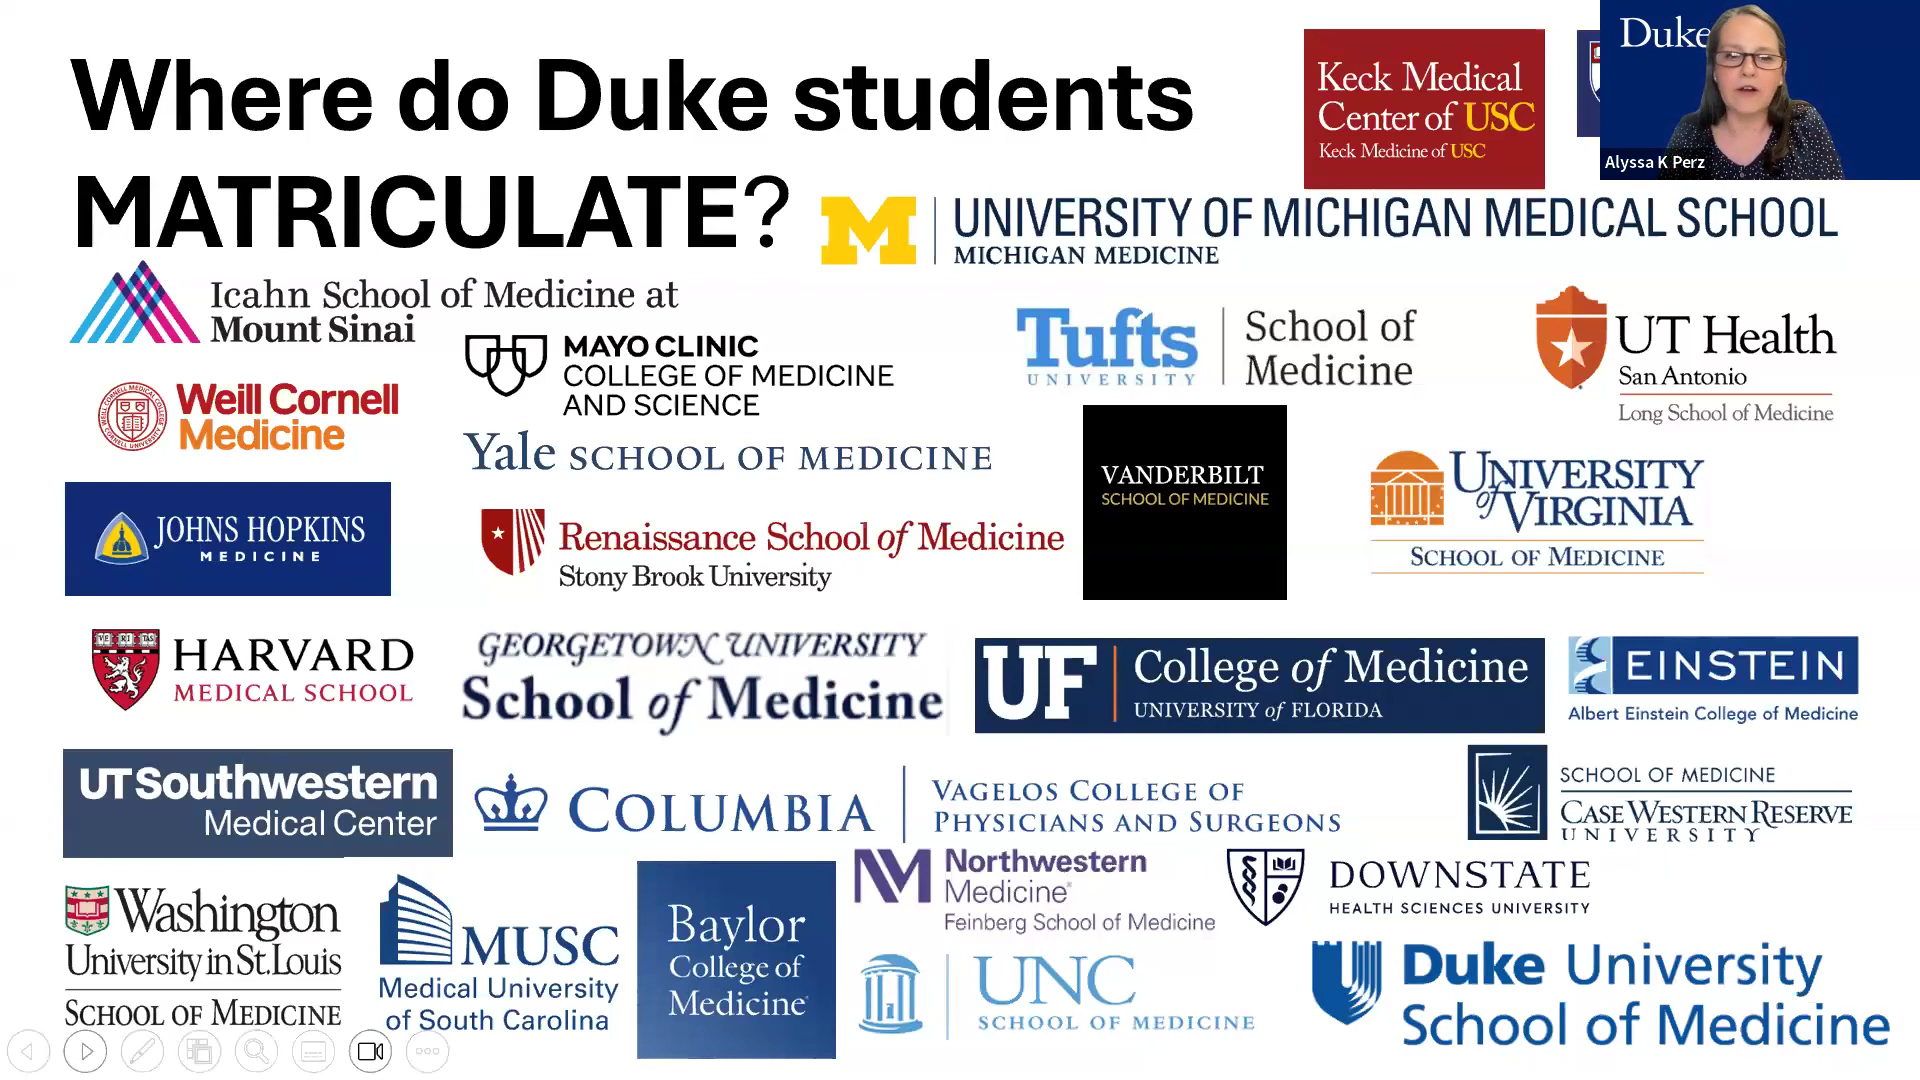 Where do Duke students
MATRICULATE?
Keck Medical
Center of USC
Keck Medicine of USC
Duke
Alyssa K Perz
M
UNIVERSITY OF MICHIGAN MEDICAL SCHOOL
MICHIGAN MEDICINE
Icahn School of Medicine at
Mount Sinai
MAYO CLINIC
COLLEGE OF MEDICINE
AND SCIENCE
Tufts
UNIVERSITY
School of
Medicine
UT Health
San Antonio
Long School of Medicine
Weill Cornell
Medicine
Yale SCHOOL OF MEDICINE
VANDERBILT
SCHOOL OF MEDICINE
UNIVERSITY
of VIRGINIA
SCHOOL OF MEDICINE
JOHNS HOPKINS
MEDICINE
Renaissance School of Medicine
Stony Brook University
VE RI TAS
HARVARD
MEDICAL SCHOOL
GEORGETOWN UNIVERSITY
School of Medicine
UF
College of Medicine
UNIVERSITY of FLORIDA
EINSTEIN
Albert Einstein College of Medicine
UT Southwestern
Medical Center
COLUMBIA
VAGELOS COLLEGE OF
PHYSICIANS AND SURGEONS
SCHOOL OF MEDICINE
CASE WESTERN RESERVE
UNIVERSITY
Washington
University in St. Louis
SCHOOL OF MEDICINE
MUSC
Medical University
of South Carolina
Baylor
College of
Medicine
NM
Northwestern
Medicine®
Feinberg School of Medicine
DOWNSTATE
HEALTH SCIENCES UNIVERSITY
UNC
SCHOOL OF MEDICINE
Duke University
School of Medicine